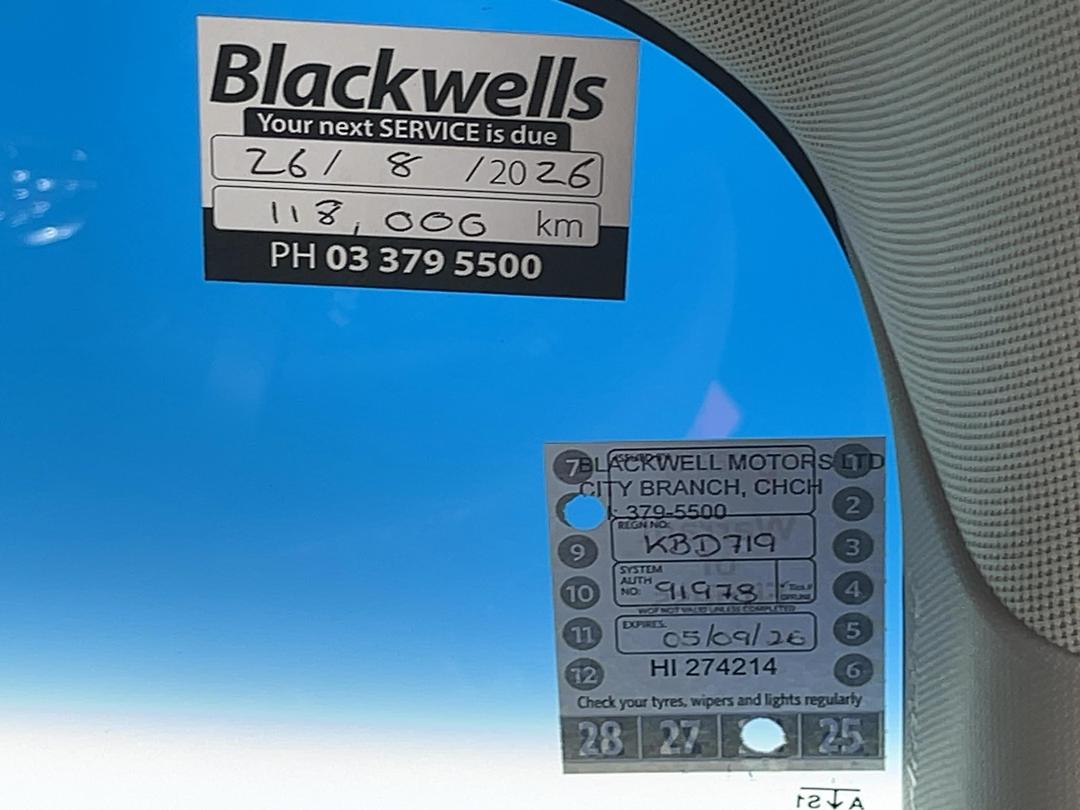 Blackwells
Your next SERVICE is due
26 / 8 / 2026
118,000 km
PH 03 379 5500
BLACKWELL MOTORS LTD
CITY BRANCH, CHCH
379-5500
REGN NO:
KBD719
SYSTEM AUTH NO: 91978
WOF NOT VALID UNLESS COMPLETED
EXPIRES: 05/09/26
HI 274214
Check your tyres, wipers and lights regularly
7 1
2
9 3
10 4
11 5
12 6
28 27 25